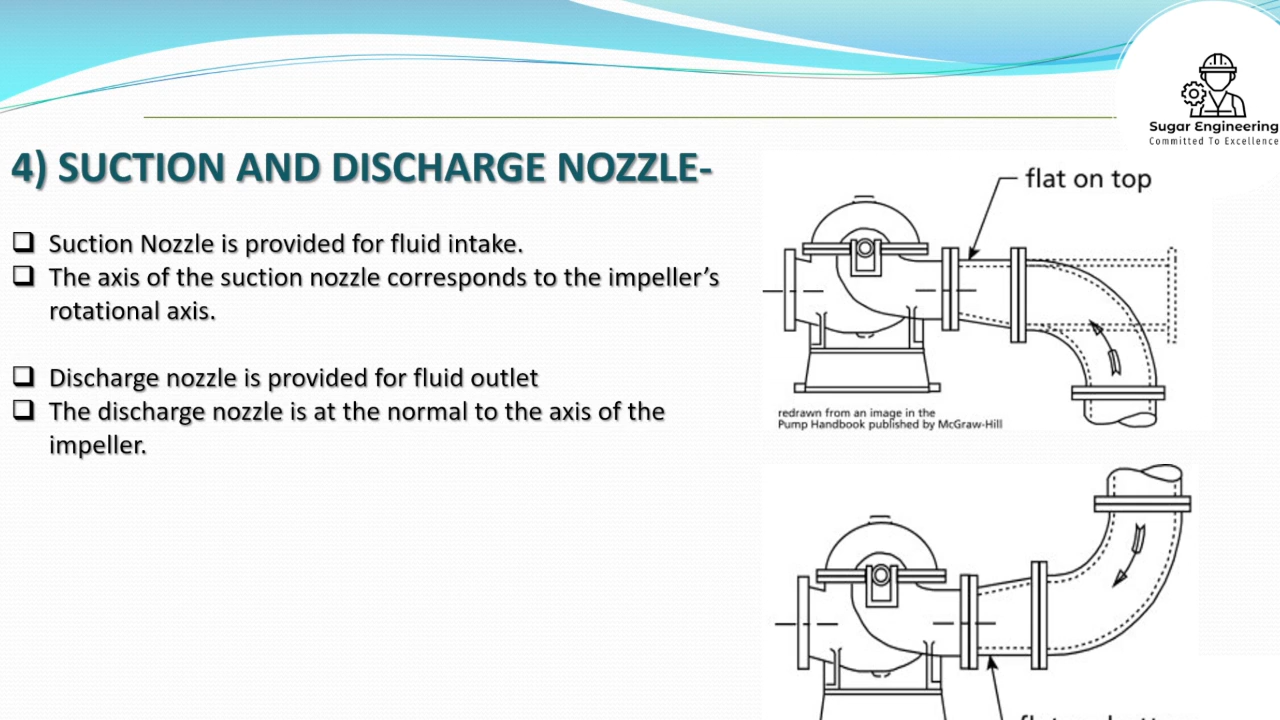 Sugar Engineering
Committed To Excellence
4) SUCTION AND DISCHARGE NOZZLE-
Suction Nozzle is provided for fluid intake.
The axis of the suction nozzle corresponds to the impeller’s
rotational axis.
Discharge nozzle is provided for fluid outlet
The discharge nozzle is at the normal to the axis of the
impeller.
flat on top
redrawn from an image in the
Pump Handbook published by McGraw-Hill